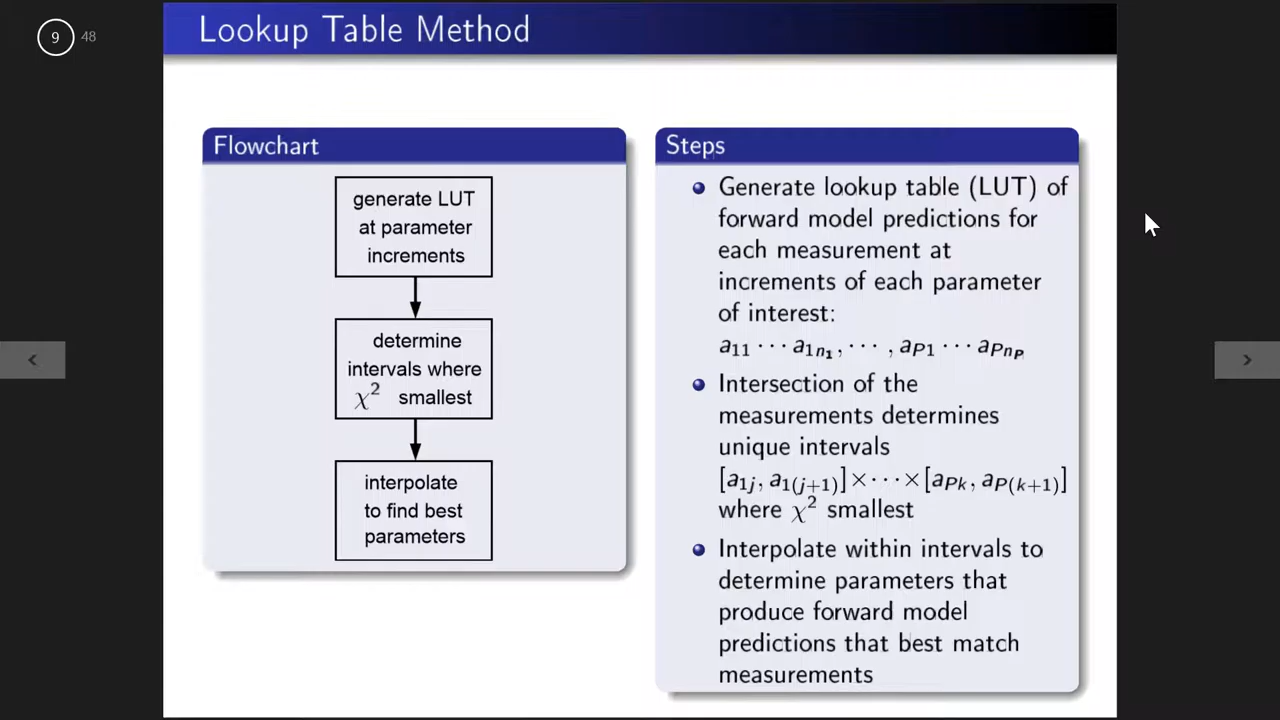 9 48
Lookup Table Method
Flowchart
generate LUT
at parameter
increments
determine
intervals where
χ² smallest
interpolate
to find best
parameters
Steps
Generate lookup table (LUT) of
forward model predictions for
each measurement at
increments of each parameter
of interest:
a₁₁ ⋯ a₁ₙ₁, ⋯ , a_P1 ⋯ a_Pn_P
Intersection of the
measurements determines
unique intervals
[a_1j, a_1(j+1)] × ⋯ × [a_Pk, a_P(k+1)]
where χ² smallest
Interpolate within intervals to
determine parameters that
produce forward model
predictions that best match
measurements